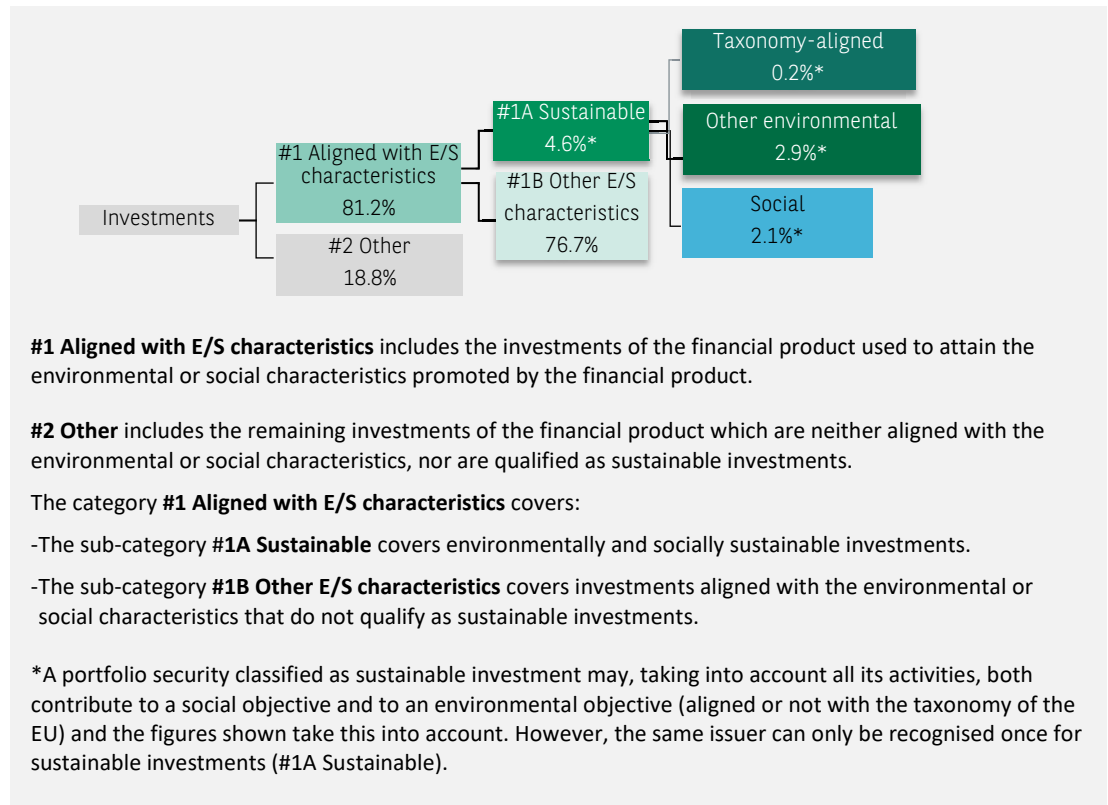 Taxonomy-aligned
0.2%*
#1A Sustainable
4.6%*
Other environmental
2.9%*
#1 Aligned with E/S
characteristics
81.2%
#1B Other E/S
characteristics
76.7%
Social
2.1%*
Investments
#2 Other
18.8%
#1 Aligned with E/S characteristics includes the investments of the financial product used to attain the
environmental or social characteristics promoted by the financial product.
#2 Other includes the remaining investments of the financial product which are neither aligned with the
environmental or social characteristics, nor are qualified as sustainable investments.
The category #1 Aligned with E/S characteristics covers:
-The sub-category #1A Sustainable covers environmentally and socially sustainable investments.
-The sub-category #1B Other E/S characteristics covers investments aligned with the environmental or
social characteristics that do not qualify as sustainable investments.
*A portfolio security classified as sustainable investment may, taking into account all its activities, both
contribute to a social objective and to an environmental objective (aligned or not with the taxonomy of the
EU) and the figures shown take this into account. However, the same issuer can only be recognised once for
sustainable investments (#1A Sustainable).